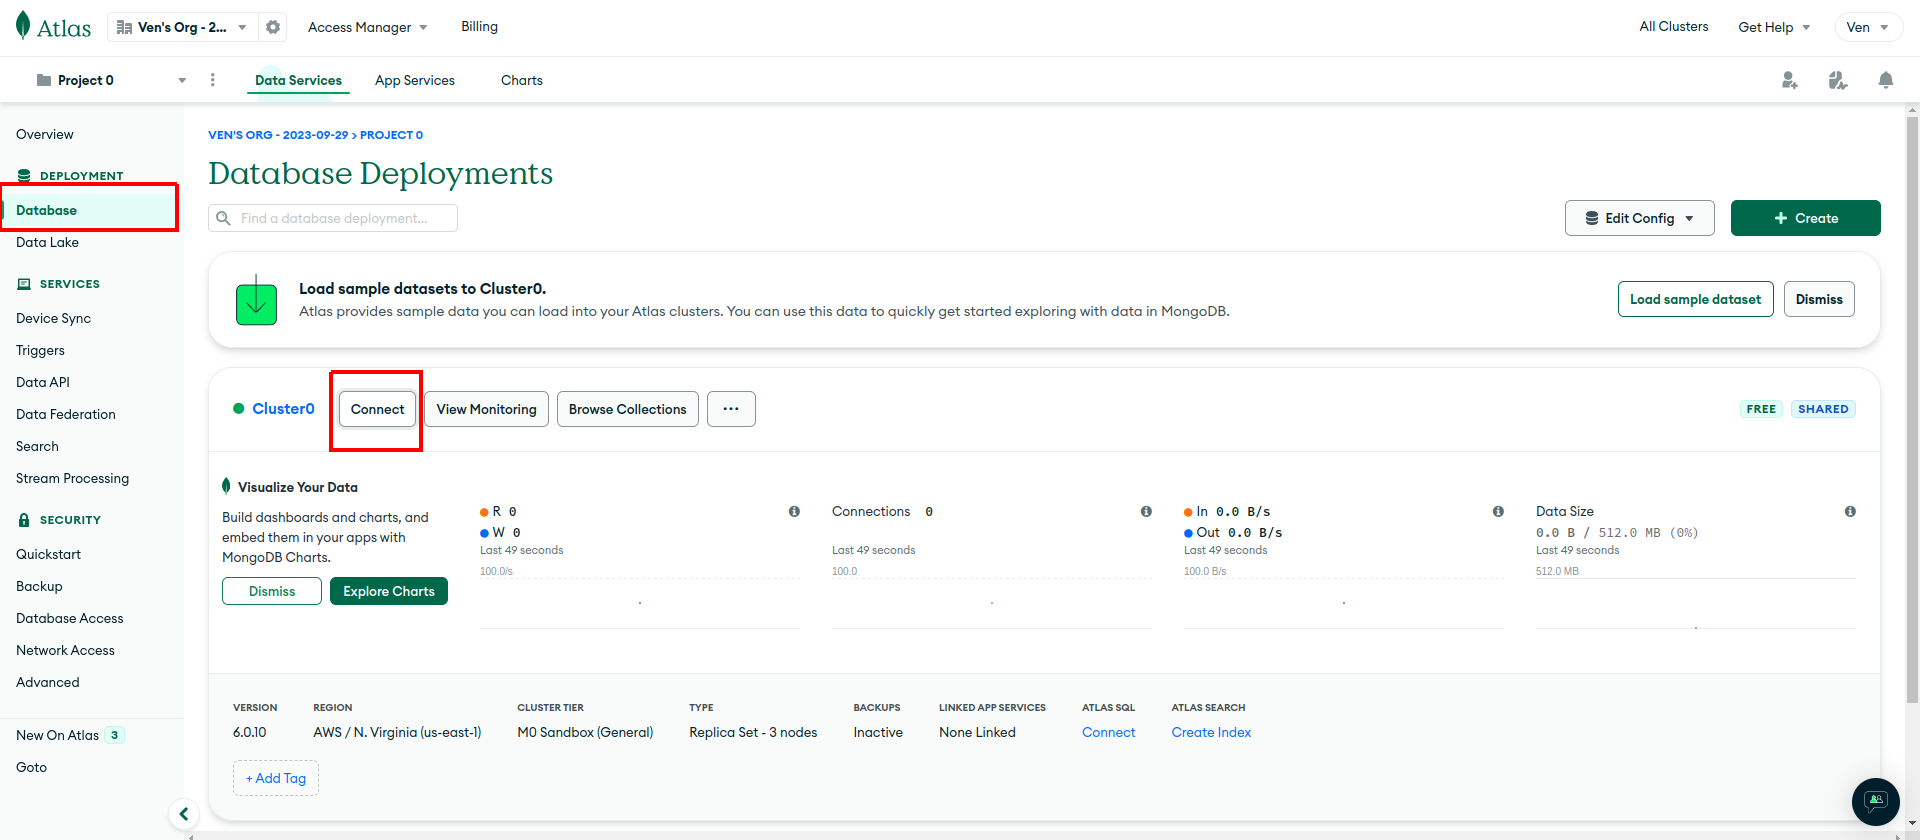 Atlas
Ven's Org - 2...
Access Manager
Billing
All Clusters
Get Help
Ven
Project 0
Data Services
App Services
Charts
Overview
DEPLOYMENT
Database
Data Lake
SERVICES
Device Sync
Triggers
Data API
Data Federation
Search
Stream Processing
SECURITY
Quickstart
Backup
Database Access
Network Access
Advanced
New On Atlas 3
Goto
VEN'S ORG - 2023-09-29 > PROJECT 0
Database Deployments
Find a database deployment...
Edit Config
+ Create
Load sample datasets to Cluster0.
Atlas provides sample data you can load into your Atlas clusters. You can use this data to quickly get started exploring with data in MongoDB.
Load sample dataset
Dismiss
Cluster0
Connect
View Monitoring
Browse Collections
...
FREE
SHARED
Visualize Your Data
Build dashboards and charts, and
embed them in your apps with
MongoDB Charts.
Dismiss
Explore Charts
R 0
W 0
Last 49 seconds
100.0/s
Connections 0
Last 49 seconds
100.0
In 0.0 B/s
Out 0.0 B/s
Last 49 seconds
100.0 B/s
Data Size
0.0 B / 512.0 MB (0%)
Last 49 seconds
512.0 MB
VERSION
6.0.10
REGION
AWS / N. Virginia (us-east-1)
CLUSTER TIER
M0 Sandbox (General)
TYPE
Replica Set - 3 nodes
BACKUPS
Inactive
LINKED APP SERVICES
None Linked
ATLAS SQL
Connect
ATLAS SEARCH
Create Index
+ Add Tag